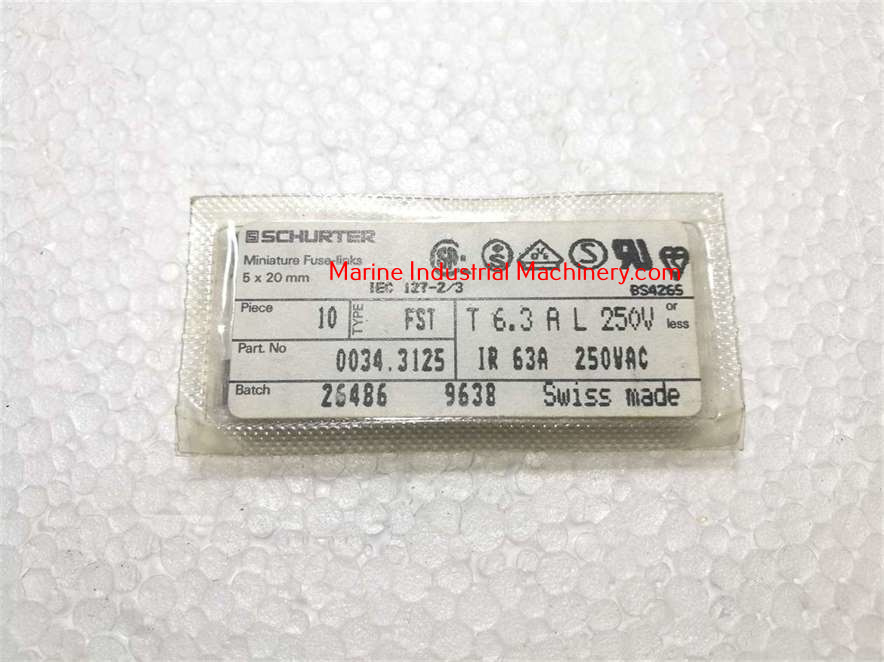 SCHURTER
Miniature Fuse-links
5 x 20 mm
Marine Industrial Machinery.com
IEC 127-2/3
BS4265
Piece 10 TYPE FST T 6.3 A L 250V or less
Part. No 0034.3125 IR 63A 250VAC
Batch 26486 9638 Swiss made